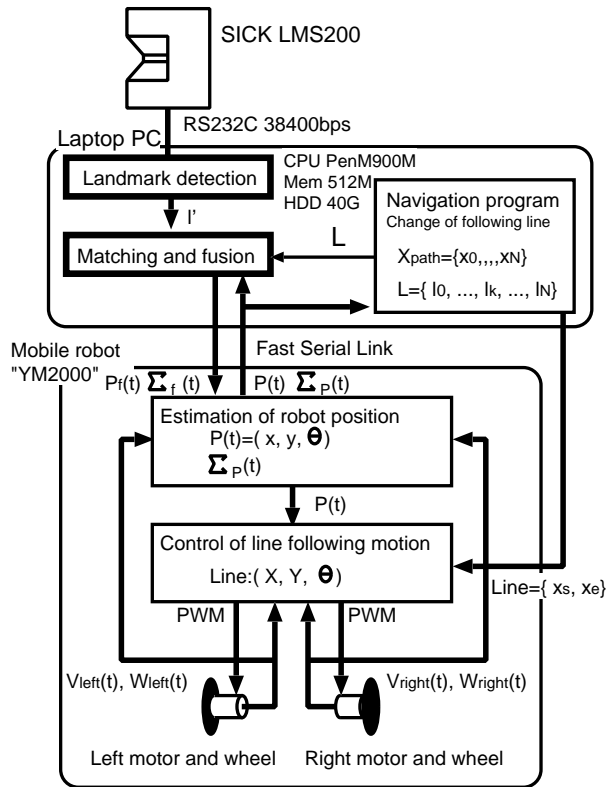 SICK LMS200
RS232C 38400bps
Laptop PC
Landmark detection
CPU PenM900M
Mem 512M
HDD 40G
l'
Matching and fusion
L
Navigation program
Change of following line
Xpath={x0,,,,xN}
L={ l0, ..., lk, ..., lN}
Mobile robot
"YM2000"
Fast Serial Link
Pf(t) Σf (t)
P(t) ΣP(t)
Estimation of robot position
P(t)=( x, y, θ)
ΣP(t)
P(t)
Control of line following motion
Line:( X, Y, θ)
Line={ xs, xe}
PWM
PWM
Vleft(t), Wleft(t)
Vright(t), Wright(t)
Left motor and wheel
Right motor and wheel